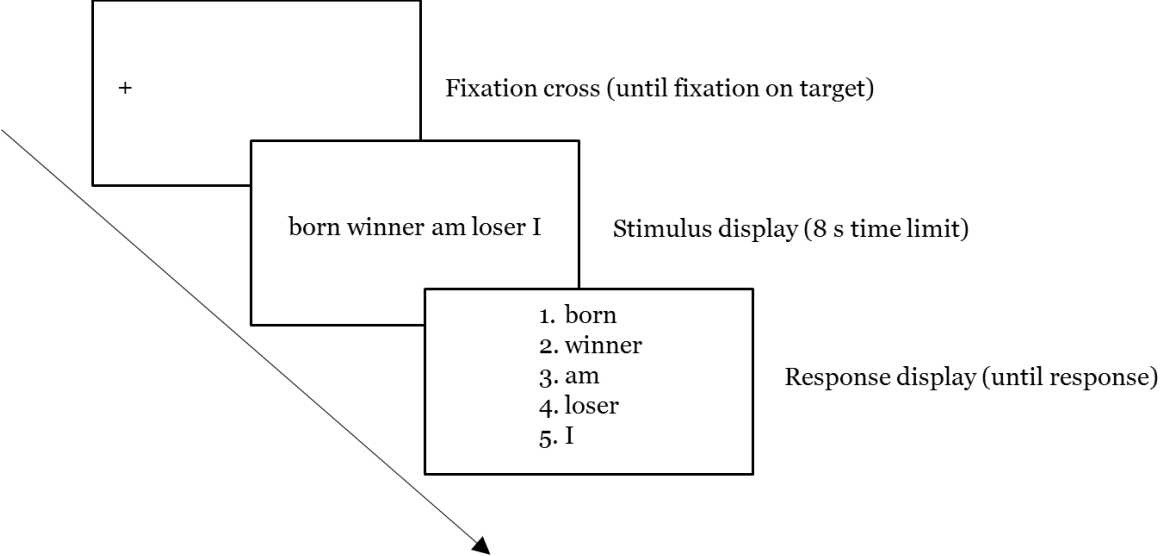 +
Fixation cross (until fixation on target)
born winner am loser I
Stimulus display (8 s time limit)
1. born
2. winner
3. am
4. loser
5. I
Response display (until response)